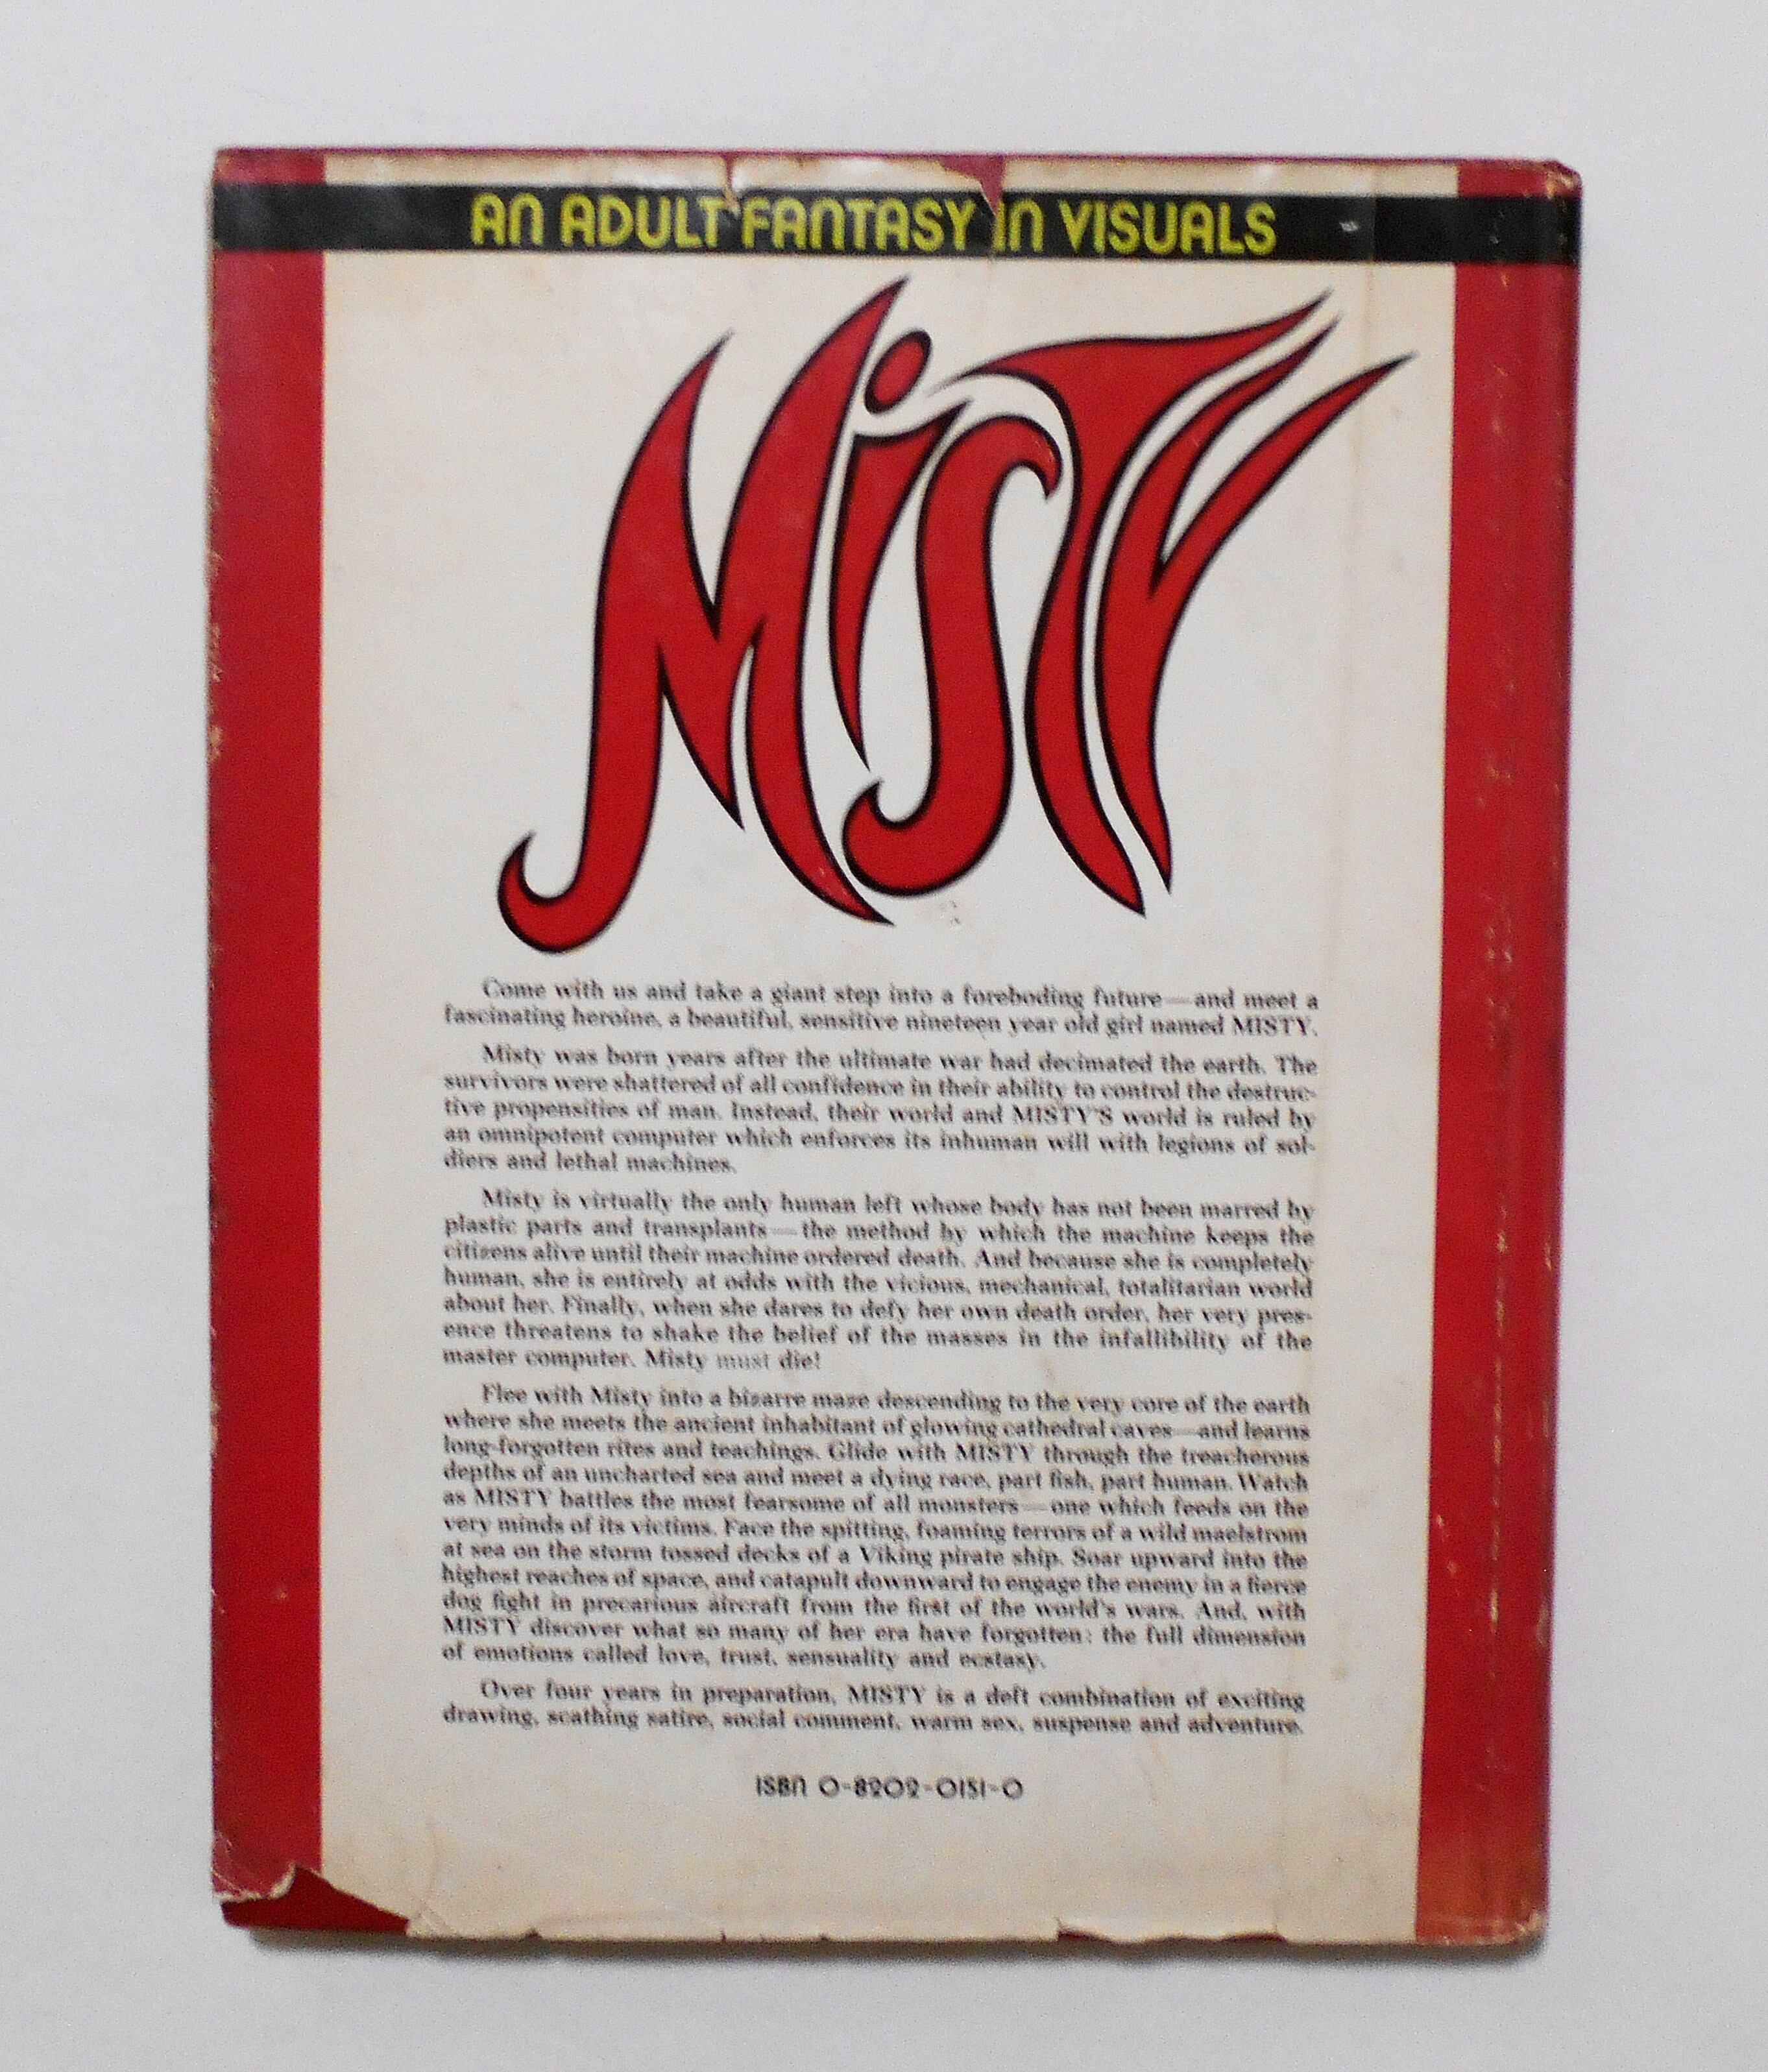 AN ADULT FANTASY IN VISUALS
MiSTY
Come with us and take a giant step into a foreboding future—and meet a
fascinating heroine, a beautiful, sensitive nineteen year old girl named MISTY.
Misty was born years after the ultimate war had decimated the earth. The
survivors were shattered of all confidence in their ability to control the destruc-
tive propensities of man. Instead, their world and MISTY'S world is ruled by
an omnipotent computer which enforces its inhuman will with legions of sol-
diers and lethal machines.
Misty is virtually the only human left whose body has not been marred by
plastic parts and transplants—the method by which the machine keeps the
citizens alive until their machine ordered death. And because she is completely
human, she is entirely at odds with the vicious, mechanical, totalitarian world
about her. Finally, when she dares to defy her own death order, her very pres-
ence threatens to shake the belief of the masses in the infallibility of the
master computer. Misty must die!
Flee with Misty into a bizarre maze descending to the very core of the earth
where she meets the ancient inhabitant of glowing cathedral caves—and learns
long-forgotten rites and teachings. Glide with MISTY through the treacherous
depths of an uncharted sea and meet a dying race, part fish, part human. Watch
as MISTY battles the most fearsome of all monsters—one which feeds on the
very minds of its victims. Face the spitting, foaming terrors of a wild maelstrom
at sea on the storm tossed decks of a Viking pirate ship. Soar upward into the
highest reaches of space, and catapult downward to engage the enemy in a fierce
dog fight in precarious aircraft from the first of the world's wars. And, with
MISTY discover what so many of her era have forgotten: the full dimension
of emotions called love, trust, sensuality and ecstasy.
Over four years in preparation, MISTY is a deft combination of exciting
drawing, scathing satire, social comment, warm sex, suspense and adventure.
ISBN 0-8202-0151-0